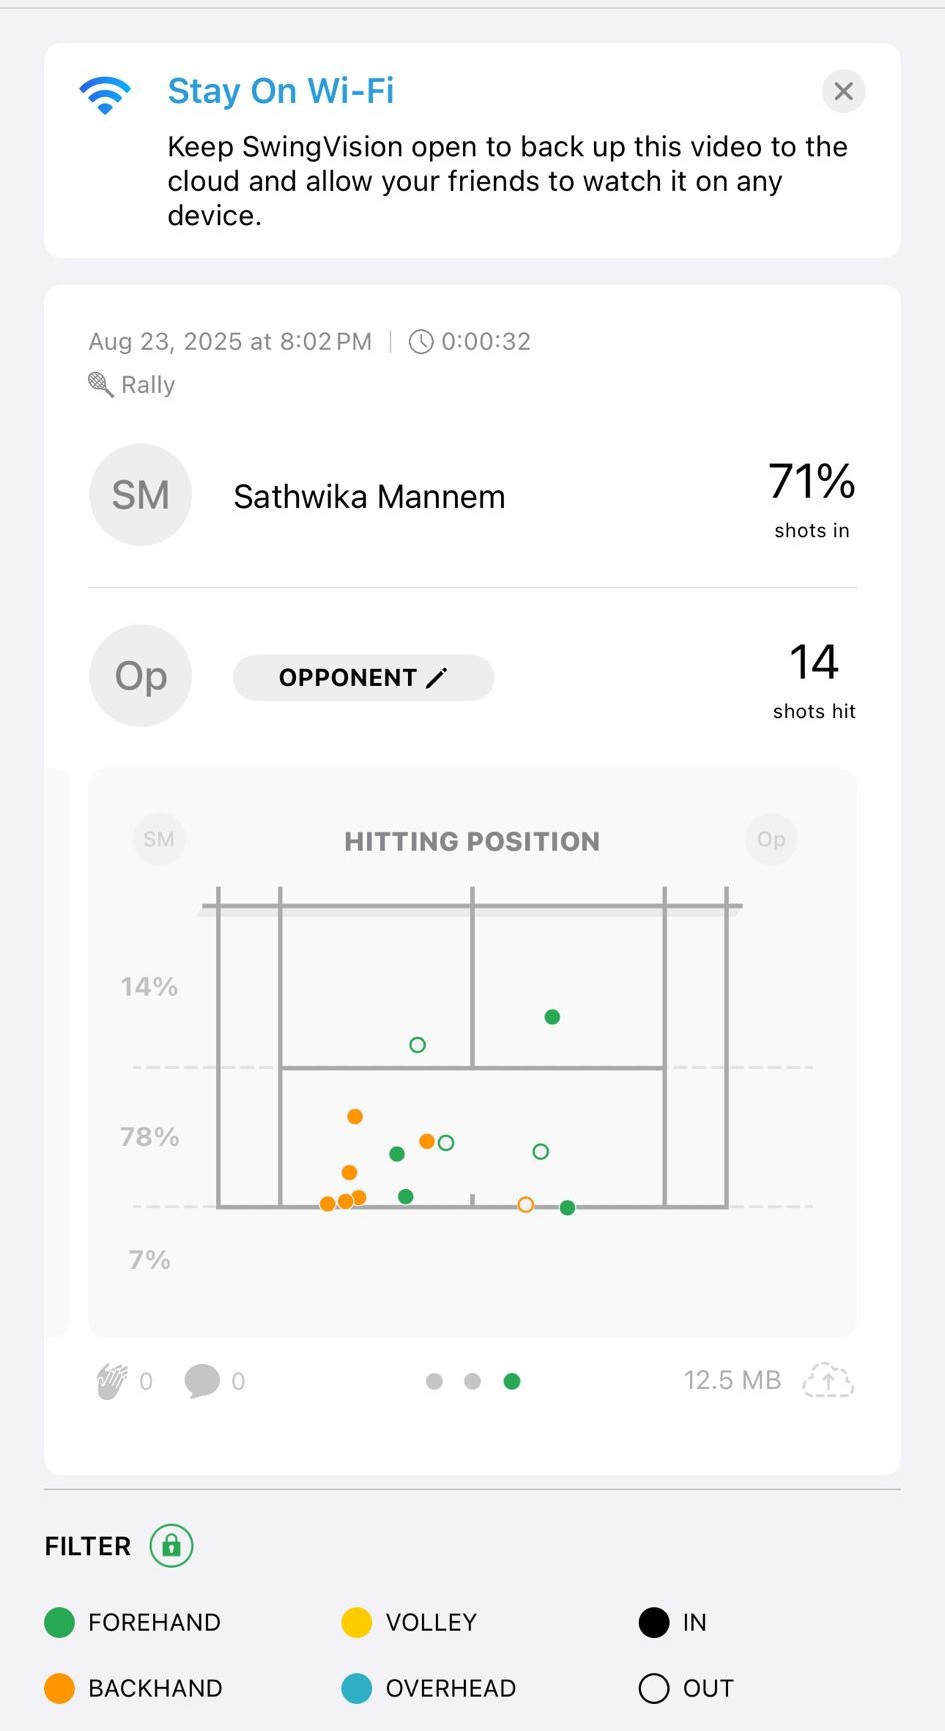 Stay On Wi-Fi
Keep SwingVision open to back up this video to the
cloud and allow your friends to watch it on any
device.
Aug 23, 2025 at 8:02 PM | 0:00:32
Rally
SM
Sathwika Mannem
71%
shots in
Op
OPPONENT
14
shots hit
SM
HITTING POSITION
Op
14%
78%
7%
0
0
12.5 MB
FILTER
FOREHAND
VOLLEY
IN
BACKHAND
OVERHEAD
OUT